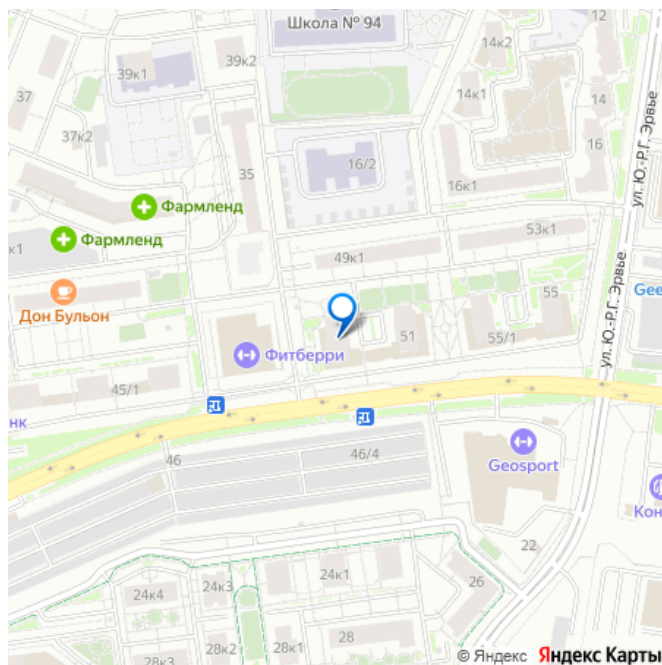 Школа № 94
12
14к2
39к2
39к1
37
14к1
14
37к2
16
35
16/2
16к1
ул. Ю.-Р.Г. Эрвье
Фармленд
53к1
Фармленд
к1
49к1
55
Gee
Дон Бульон
51
55/1
Фитберри
ул. Ю.-Р.Г. Эрвье
45/1
нк
46
46/4
Geosport
Кон
22
24к1
26
24к3
24к4
28
28к1
28к2
28к3
© Яндекс Яндекс Карты